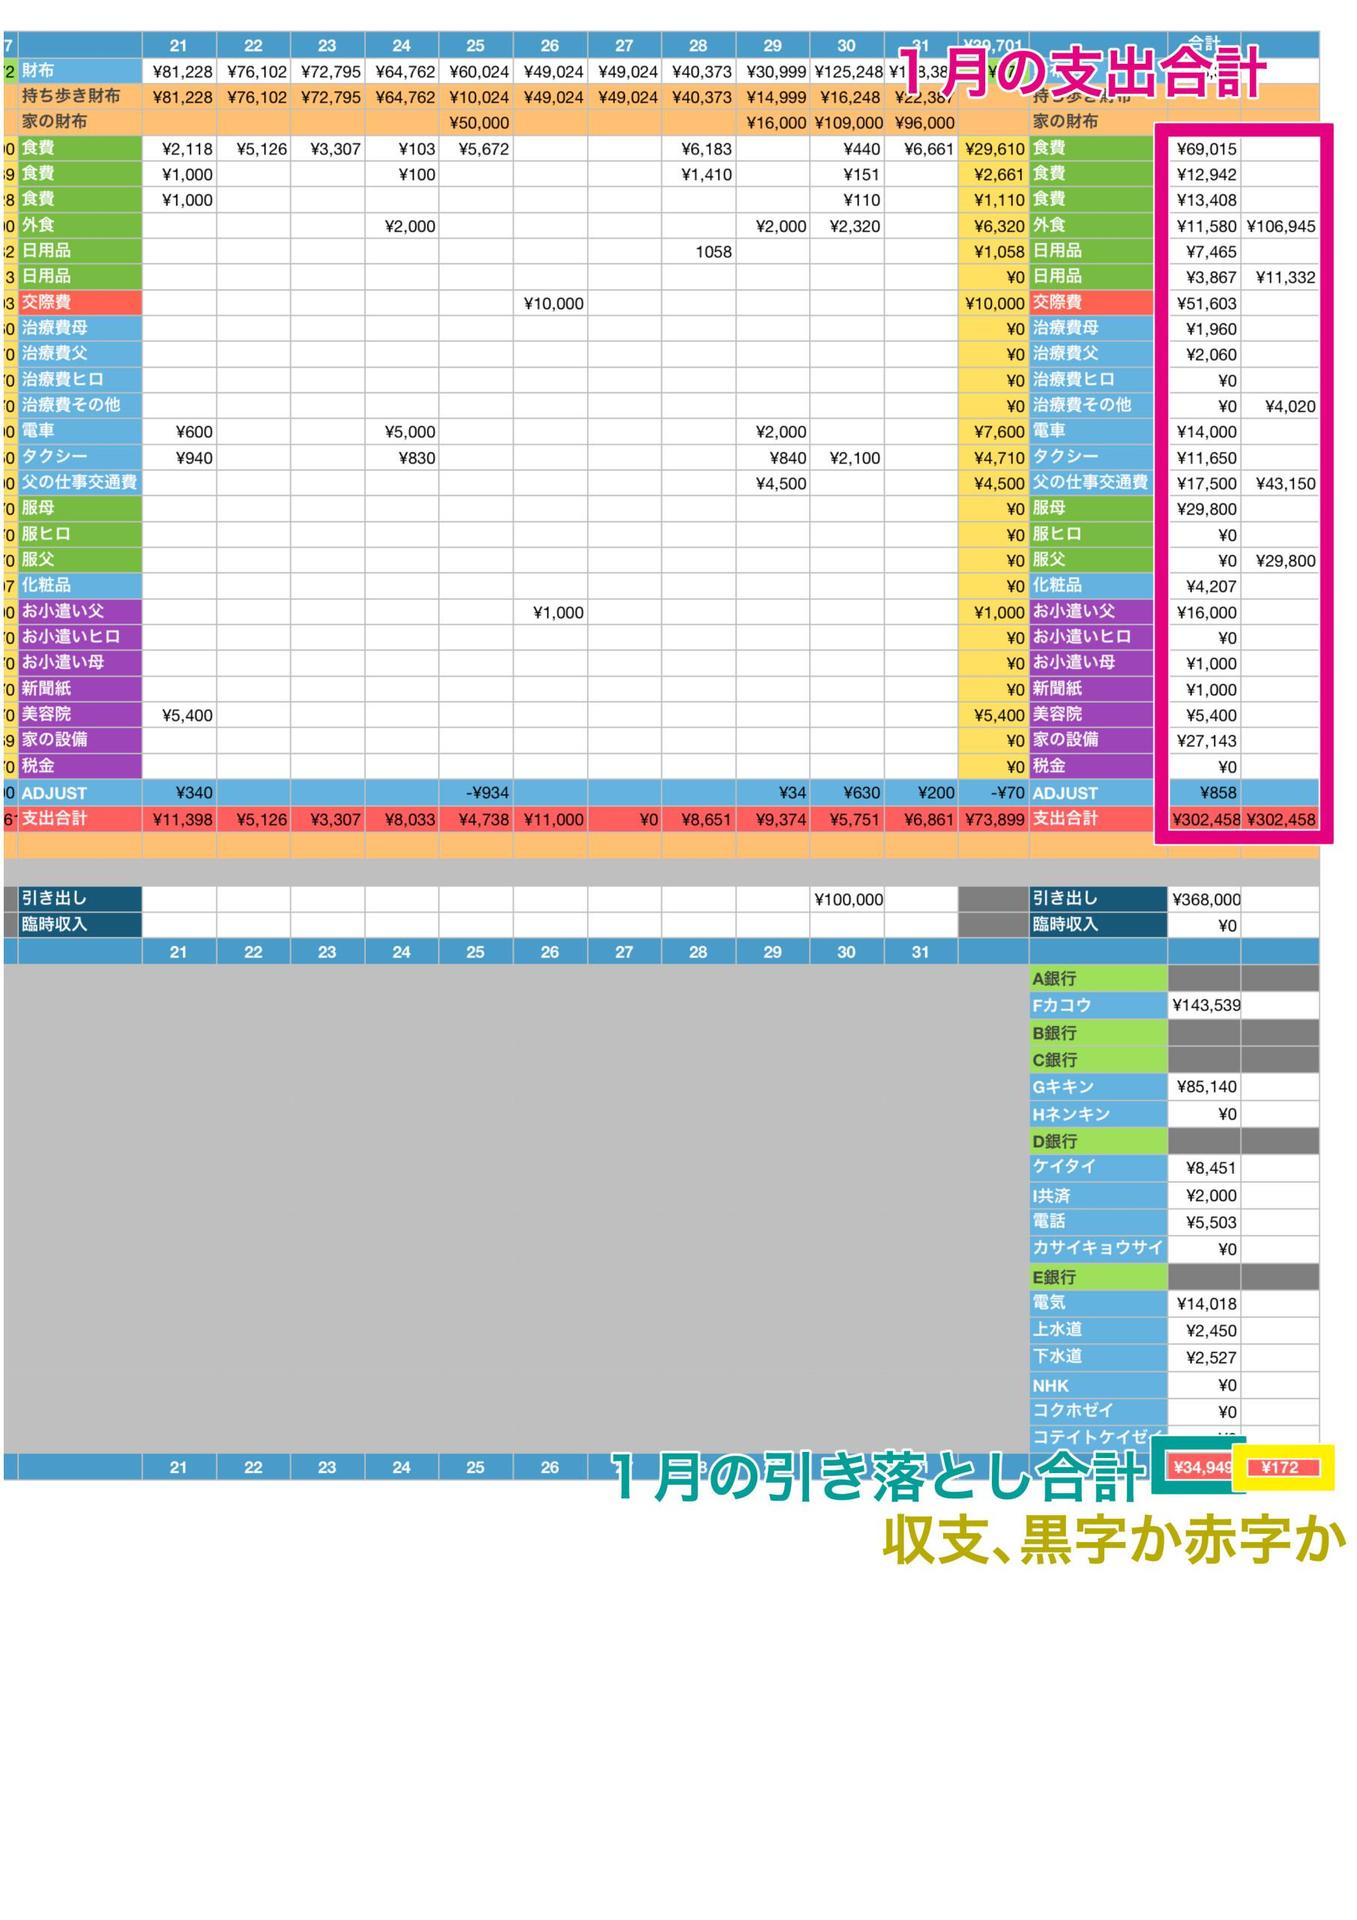 7 21 22 23 24 25 26 27 28 29 30 31 ¥29,701 合計
１月の支出合計
72 財布 ¥81,228 ¥76,102 ¥72,795 ¥64,762 ¥60,024 ¥49,024 ¥49,024 ¥40,373 ¥30,999 ¥125,248
持ち歩き財布 ¥81,228 ¥76,102 ¥72,795 ¥64,762 ¥10,024 ¥49,024 ¥49,024 ¥40,373 ¥14,999 ¥16,248 ¥22,387 持ち歩き財布
家の財布 ¥50,000 ¥16,000 ¥109,000 ¥96,000 家の財布
00 食費 ¥2,118 ¥5,126 ¥3,307 ¥103 ¥5,672 ¥6,183 ¥440 ¥6,661 ¥29,610 食費 ¥69,015
39 食費 ¥1,000 ¥100 ¥1,410 ¥151 ¥2,661 食費 ¥12,942
28 食費 ¥1,000 ¥110 ¥1,110 食費 ¥13,408
00 外食 ¥2,000 ¥2,000 ¥2,320 ¥6,320 外食 ¥11,580 ¥106,945
32 日用品 1058 ¥1,058 日用品 ¥7,465
3 日用品 ¥0 日用品 ¥3,867 ¥11,332
03 交際費 ¥10,000 ¥10,000 交際費 ¥51,603
60 治療費母 ¥0 治療費母 ¥1,960
¥0 治療費父 ¥0 治療費父 ¥2,060
¥0 治療費ヒロ ¥0 治療費ヒロ ¥0
¥0 治療費その他 ¥0 治療費その他 ¥0 ¥4,020
00 電車 ¥600 ¥5,000 ¥2,000 ¥7,600 電車 ¥14,000
50 タクシー ¥940 ¥830 ¥840 ¥2,100 ¥4,710 タクシー ¥11,650
00 父の仕事交通費 ¥4,500 ¥4,500 父の仕事交通費 ¥17,500 ¥43,150
¥0 服母 ¥0 服母 ¥29,800
¥0 服ヒロ ¥0 服ヒロ ¥0
¥0 服父 ¥0 服父 ¥0 ¥29,800
07 化粧品 ¥0 化粧品 ¥4,207
00 お小遣い父 ¥1,000 ¥1,000 お小遣い父 ¥16,000
¥0 お小遣いヒロ ¥0 お小遣いヒロ ¥0
¥0 お小遣い母 ¥0 お小遣い母 ¥1,000
¥0 新聞紙 ¥0 新聞紙 ¥1,000
¥0 美容院 ¥5,400 ¥5,400 美容院 ¥5,400
39 家の設備 ¥0 家の設備 ¥27,143
¥0 税金 ¥0 税金 ¥0
00 ADJUST ¥340 -¥934 ¥34 ¥630 ¥200 -¥70 ADJUST ¥858
61 支出合計 ¥11,398 ¥5,126 ¥3,307 ¥8,033 ¥4,738 ¥11,000 ¥0 ¥8,651 ¥9,374 ¥5,751 ¥6,861 ¥73,899 支出合計 ¥302,458 ¥302,458
引き出し ¥100,000 引き出し ¥368,000
臨時収入 臨時収入 ¥0
21 22 23 24 25 26 27 28 29 30 31
A銀行
Fカコウ ¥143,539
B銀行
C銀行
Gキキン ¥85,140
Hネンキン ¥0
D銀行
ケイタイ ¥8,451
I共済 ¥2,000
電話 ¥5,503
カサイキョウサイ ¥0
E銀行
電気 ¥14,018
上水道 ¥2,450
下水道 ¥2,527
NHK ¥0
コクホゼイ ¥0
コテイトケイゼイ
21 22 23 24 25 26 ¥34,949 ¥172
１月の引き落とし合計
収支、黒字か赤字か